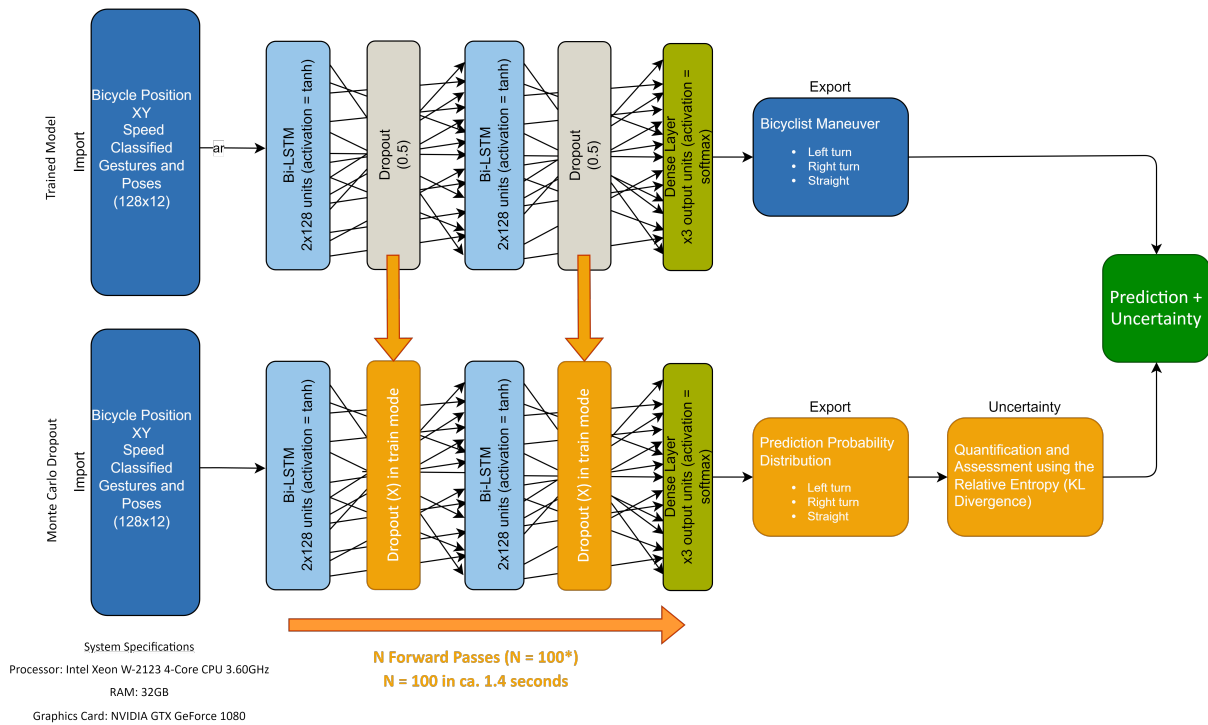 Trained Model
Import
Bicycle Position
XY
Speed
Classified
Gestures and
Poses
(128x12)
ar
Bi-LSTM
2x128 units (activation = tanh)
Dropout
(0.5)
Bi-LSTM
2x128 units (activation = tanh)
Dropout
(0.5)
Dense Layer
x3 output units (activation =
softmax)
Export
Bicyclist Maneuver
• Left turn
• Right turn
• Straight
Prediction +
Uncertainty
Monte Carlo Dropout
Import
Bicycle Position
XY
Speed
Classified
Gestures and
Poses
(128x12)
Bi-LSTM
2x128 units (activation = tanh)
Dropout (X) in train mode
Bi-LSTM
2x128 units (activation = tanh)
Dropout (X) in train mode
Dense Layer
x3 output units (activation =
softmax)
Export
Prediction Probability
Distribution
• Left turn
• Right turn
• Straight
Uncertainty
Quantification and
Assessment using the
Relative Entropy (KL
Divergence)
N Forward Passes (N = 100*)
N = 100 in ca. 1.4 seconds
System Specifications
Processor: Intel Xeon W-2123 4-Core CPU 3.60GHz
RAM: 32GB
Graphics Card: NVIDIA GTX GeForce 1080